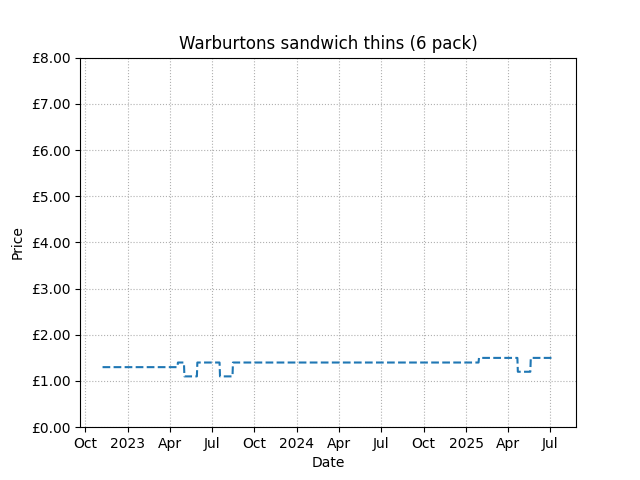 Warburtons sandwich thins (6 pack)
£8.00
£7.00
£6.00
£5.00
£4.00
£3.00
£2.00
£1.00
£0.00
Price
Oct 2023 Apr Jul Oct 2024 Apr Jul Oct 2025 Apr Jul
Date